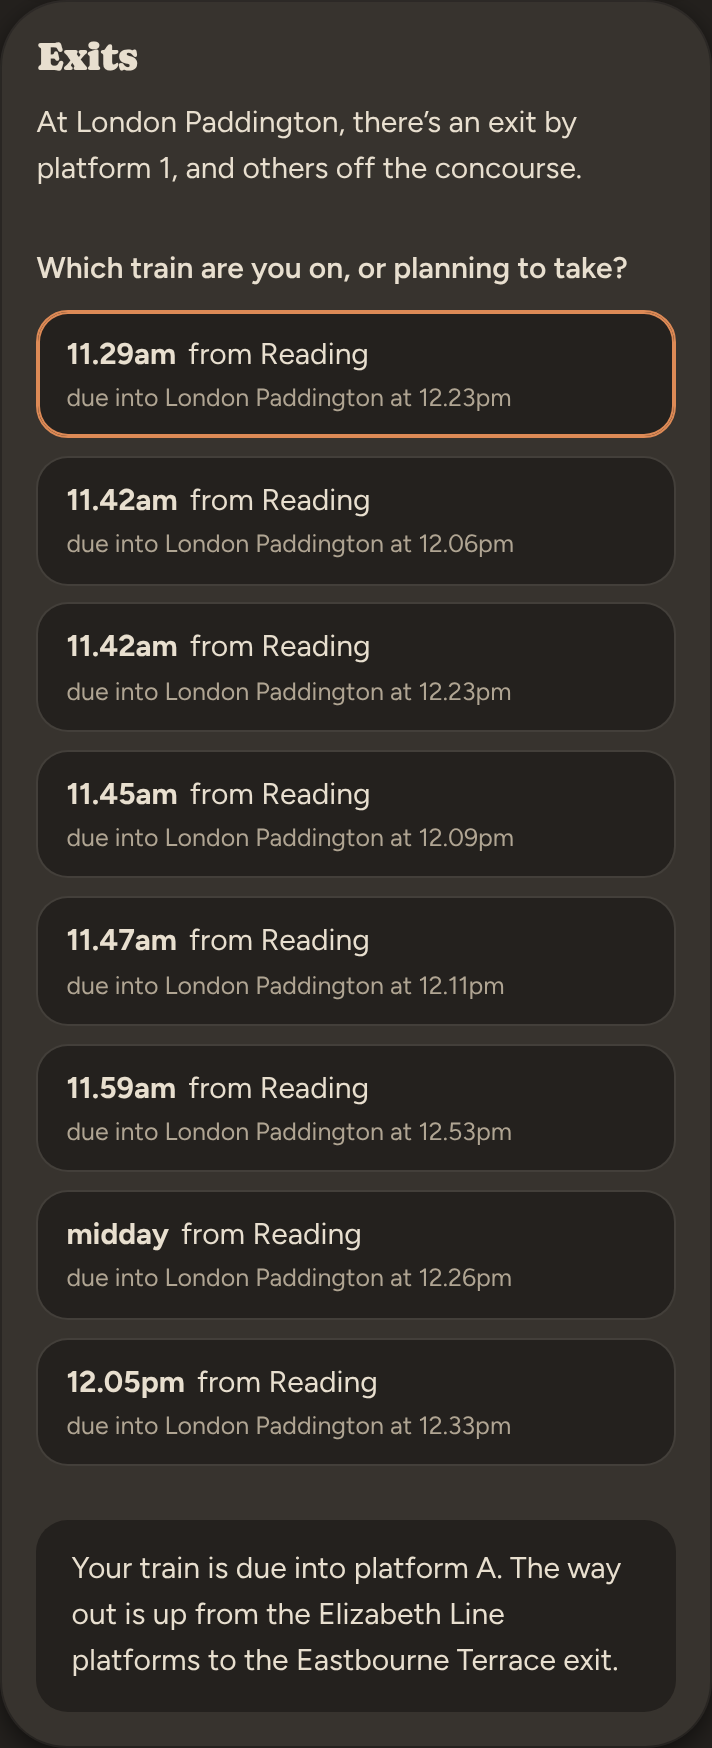 Exits
At London Paddington, there’s an exit by
platform 1, and others off the concourse.
Which train are you on, or planning to take?
11.29am from Reading
due into London Paddington at 12.23pm
11.42am from Reading
due into London Paddington at 12.06pm
11.42am from Reading
due into London Paddington at 12.23pm
11.45am from Reading
due into London Paddington at 12.09pm
11.47am from Reading
due into London Paddington at 12.11pm
11.59am from Reading
due into London Paddington at 12.53pm
midday from Reading
due into London Paddington at 12.26pm
12.05pm from Reading
due into London Paddington at 12.33pm
Your train is due into platform A. The way
out is up from the Elizabeth Line
platforms to the Eastbourne Terrace exit.